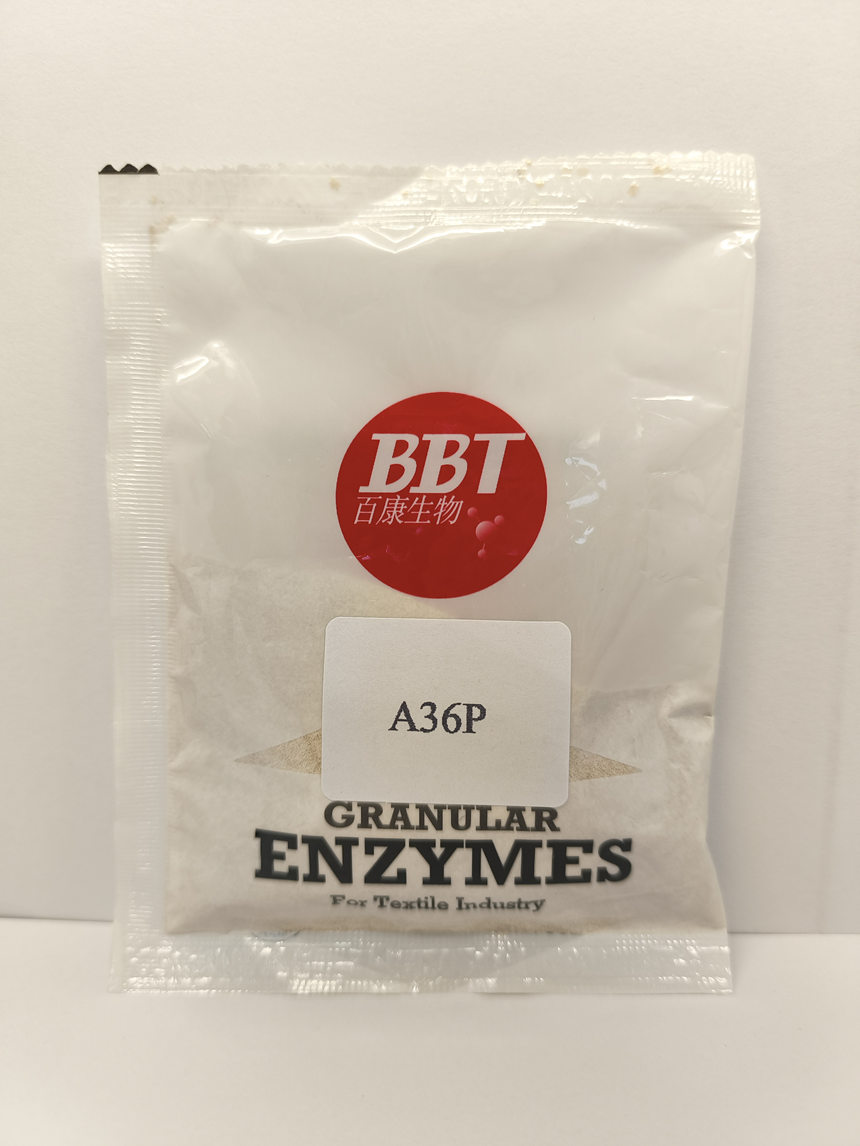 BBT
百康生物
A36P
GRANULAR
ENZYMES
For Textile Industry